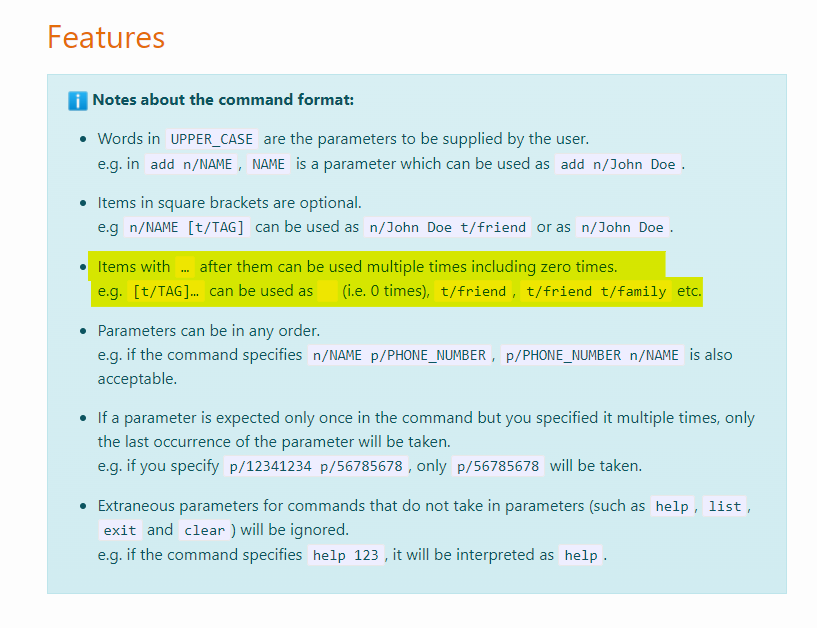 Features
Notes about the command format:
• Words in UPPER_CASE are the parameters to be supplied by the user.
e.g. in add n/NAME, NAME is a parameter which can be used as add n/John Doe.
• Items in square brackets are optional.
e.g n/NAME [t/TAG] can be used as n/John Doe t/friend or as n/John Doe.
• Items with … after them can be used multiple times including zero times.
e.g. [t/TAG]… can be used as   (i.e. 0 times), t/friend, t/friend t/family etc.
• Parameters can be in any order.
e.g. if the command specifies n/NAME p/PHONE_NUMBER, p/PHONE_NUMBER n/NAME is also
acceptable.
• If a parameter is expected only once in the command but you specified it multiple times, only
the last occurrence of the parameter will be taken.
e.g. if you specify p/12341234 p/56785678, only p/56785678 will be taken.
• Extraneous parameters for commands that do not take in parameters (such as help, list,
exit and clear) will be ignored.
e.g. if the command specifies help 123, it will be interpreted as help.